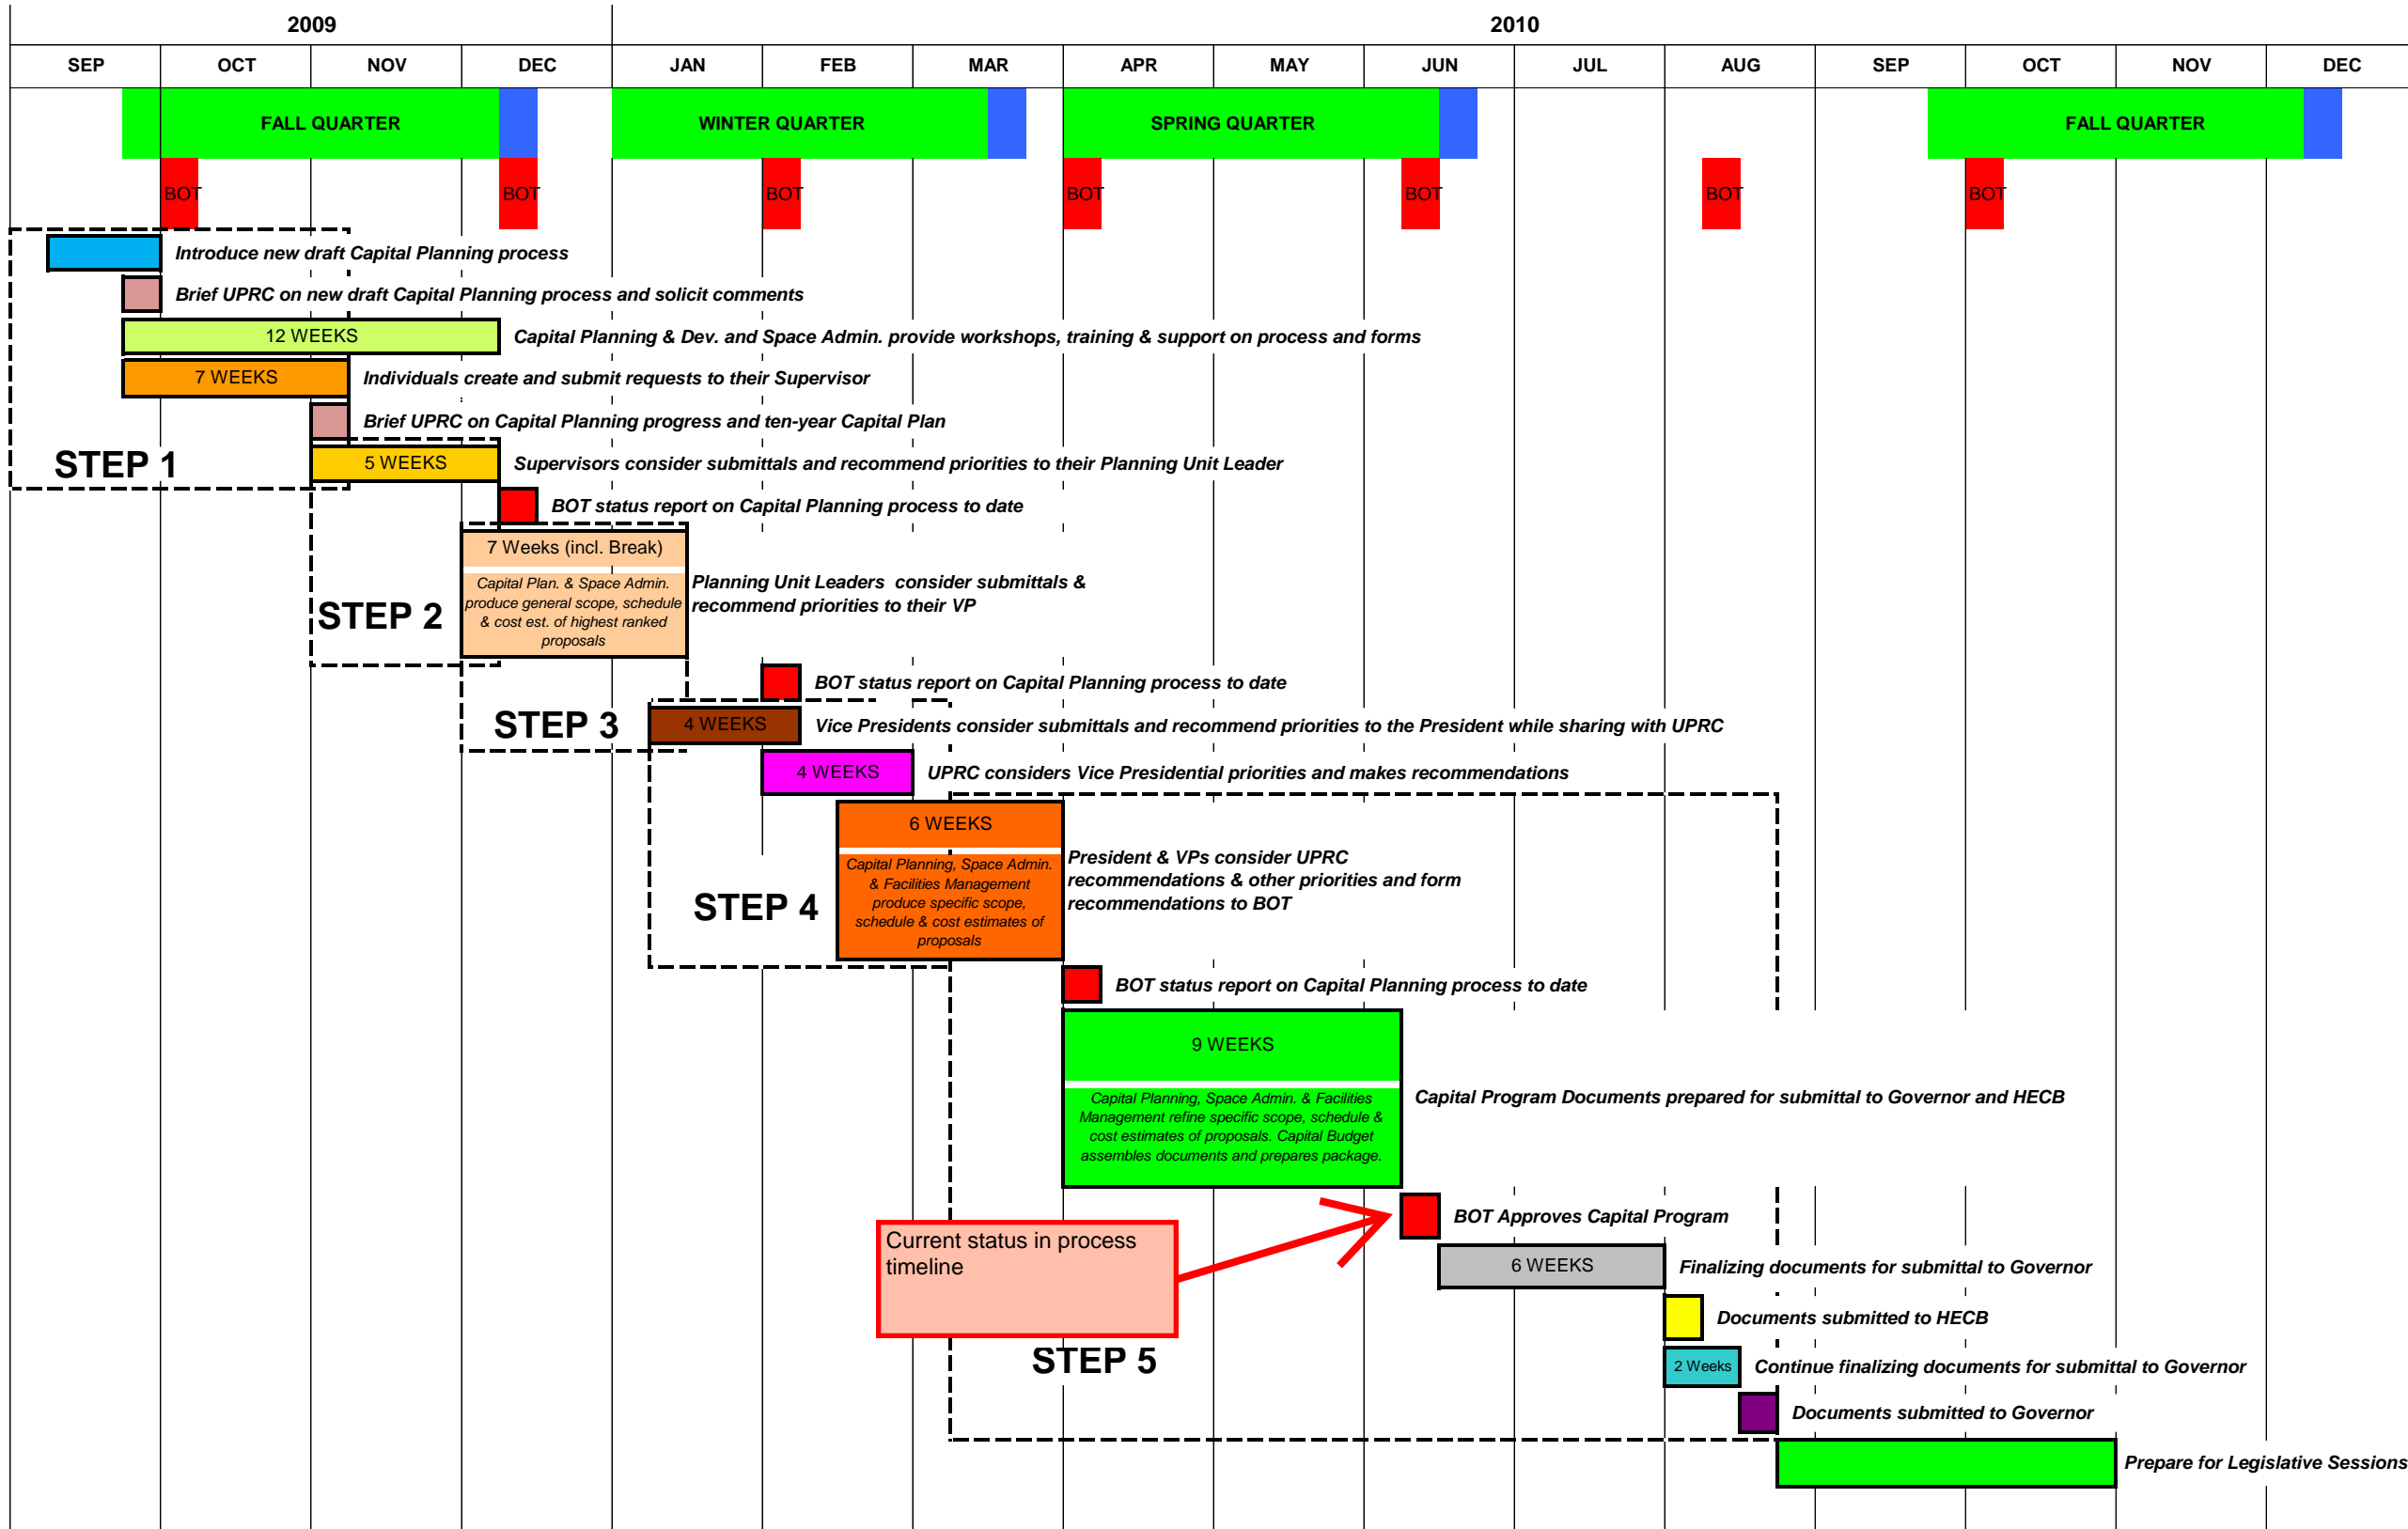 2009
2010
SEP
OCT
NOV
DEC
JAN
FEB
MAR
APR
MAY
JUN
JUL
AUG
SEP
OCT
NOV
DEC
FALL QUARTER
WINTER QUARTER
SPRING QUARTER
FALL QUARTER
BOT
BOT
BOT
BOT
BOT
BOT
BOT
Introduce new draft Capital Planning process
Brief UPRC on new draft Capital Planning process and solicit comments
12 WEEKS
Capital Planning & Dev. and Space Admin. provide workshops, training & support on process and forms
7 WEEKS
Individuals create and submit requests to their Supervisor
Brief UPRC on Capital Planning progress and ten-year Capital Plan
STEP 1
5 WEEKS
Supervisors consider submittals and recommend priorities to their Planning Unit Leader
BOT status report on Capital Planning process to date
7 Weeks (incl. Break)
Capital Plan. & Space Admin.
produce general scope, schedule
& cost est. of highest ranked
proposals
Planning Unit Leaders  consider submittals &
recommend priorities to their VP
STEP 2
BOT status report on Capital Planning process to date
STEP 3
4 WEEKS
Vice Presidents consider submittals and recommend priorities to the President while sharing with UPRC
4 WEEKS
UPRC considers Vice Presidential priorities and makes recommendations
6 WEEKS
Capital Planning, Space Admin.
& Facilities Management
produce specific scope,
schedule & cost estimates of
proposals
President & VPs consider UPRC
recommendations & other priorities and form
recommendations to BOT
STEP 4
BOT status report on Capital Planning process to date
9 WEEKS
Capital Planning, Space Admin. & Facilities
Management refine specific scope, schedule &
cost estimates of proposals. Capital Budget
assembles documents and prepares package.
Capital Program Documents prepared for submittal to Governor and HECB
BOT Approves Capital Program
Current status in process
timeline
6 WEEKS
Finalizing documents for submittal to Governor
Documents submitted to HECB
STEP 5
2 Weeks
Continue finalizing documents for submittal to Governor
Documents submitted to Governor
Prepare for Legislative Sessions